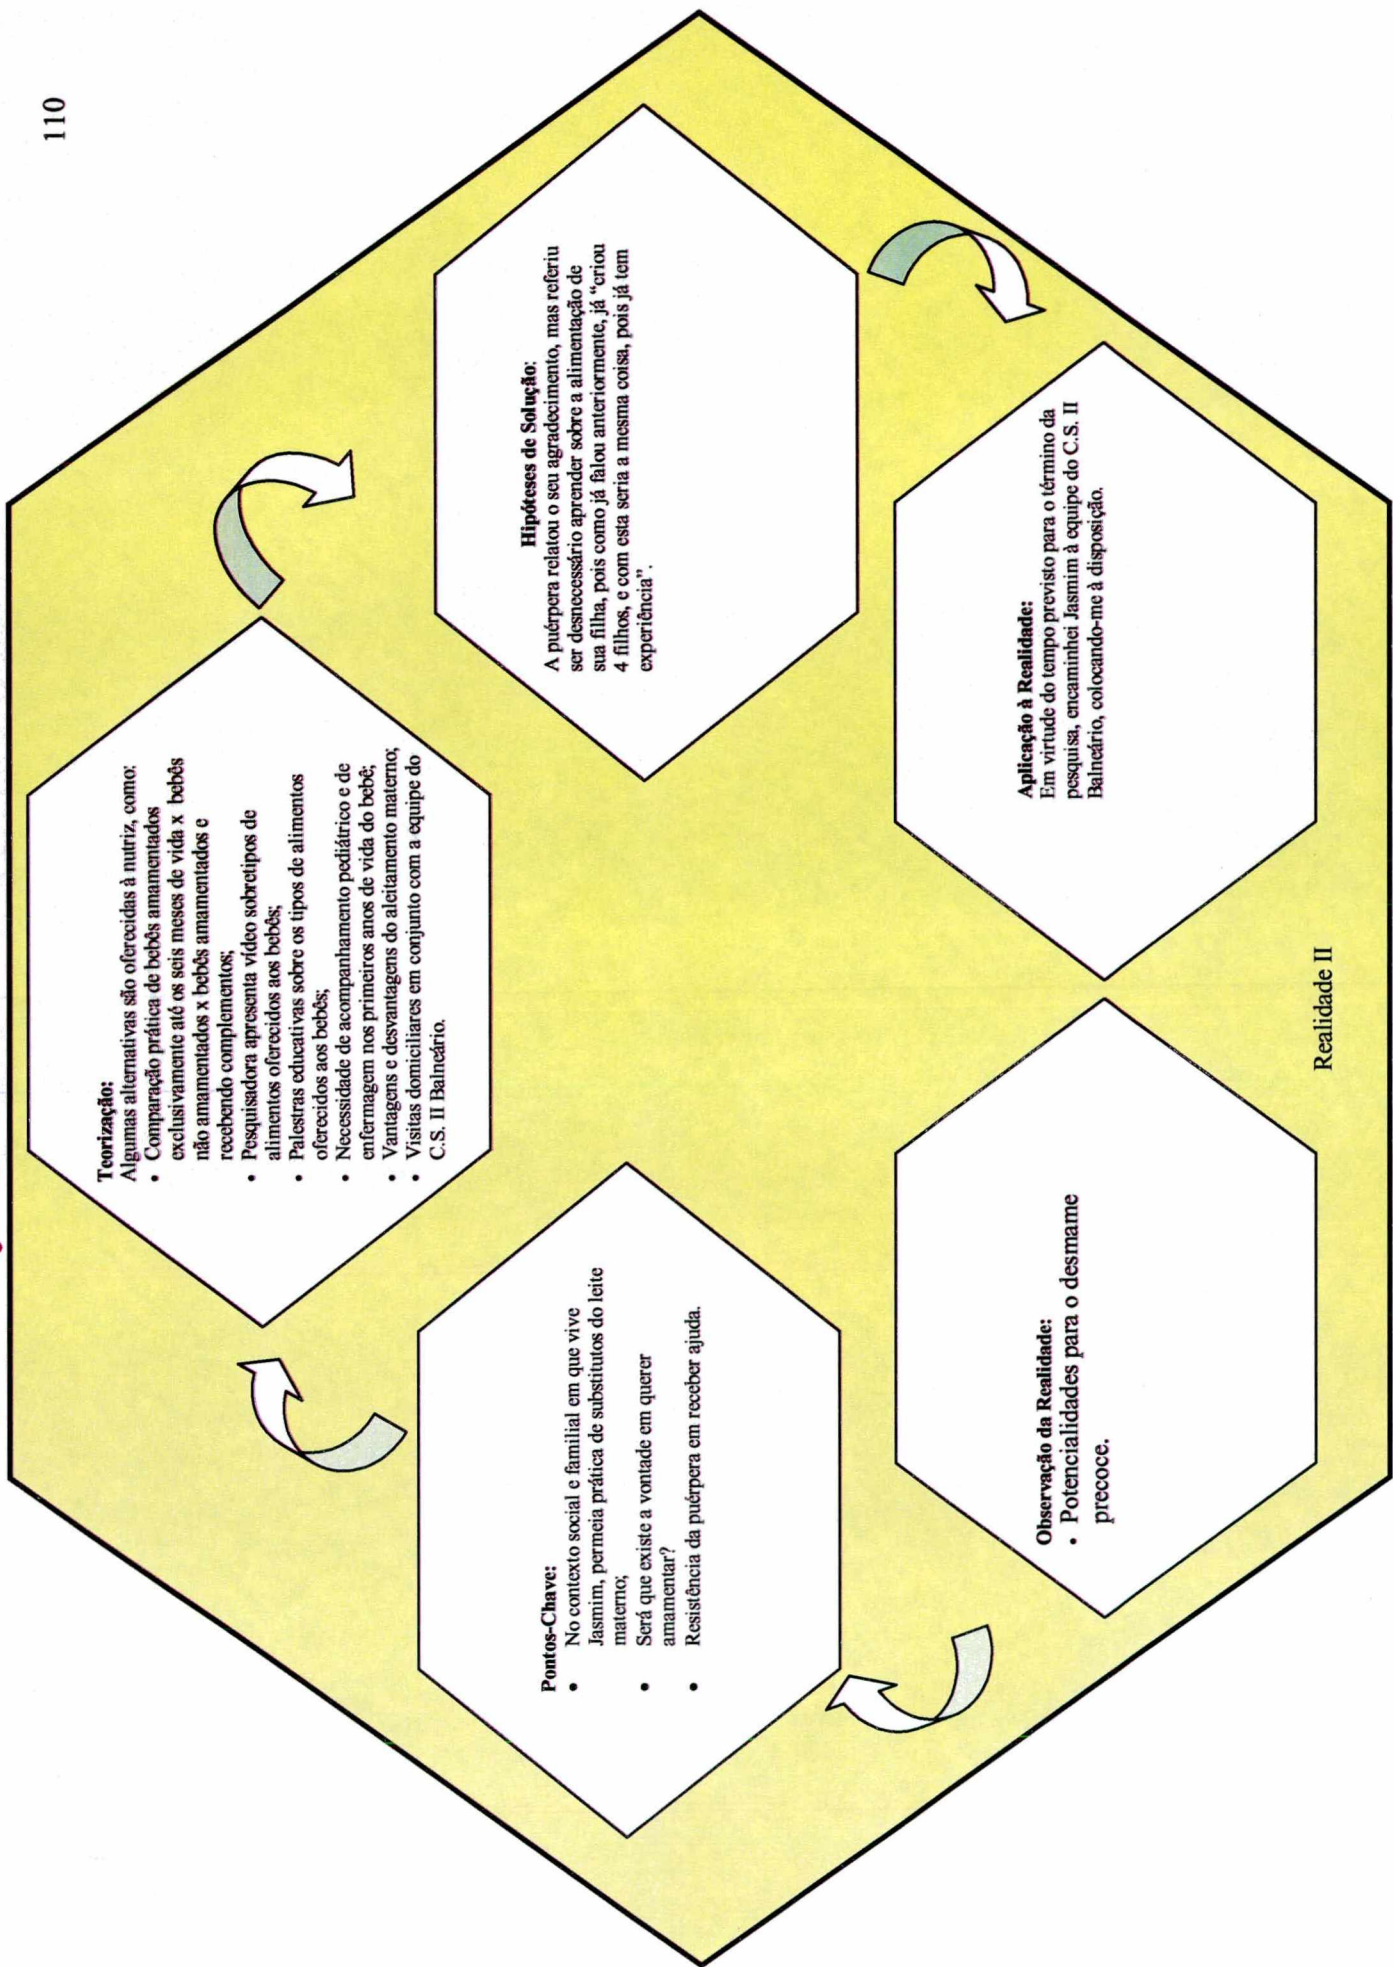 110
Teorização:
Algumas alternativas são oferecidas à nutriz, como:
• Comparação prática de bebês amamentados
exclusivamente até os seis meses de vida x bebês
não amamentados x bebês amamentados e
recebendo complementos;
• Pesquisadora apresenta vídeo sobretipos de
alimentos oferecidos aos bebês;
• Palestras educativas sobre os tipos de alimentos
oferecidos aos bebês;
• Necessidade de acompanhamento pediátrico e de
enfermagem nos primeiros anos de vida do bebê;
• Vantagens e desvantagens do aleitamento materno;
• Visitas domiciliares em conjunto com a equipe do
C.S. II Balneário.
Pontos-Chave:
• No contexto social e familial em que vive
Jasmim, permeia prática de substitutos do leite
materno;
• Será que existe a vontade em querer
amamentar?
• Resistência da puérpera em receber ajuda.
Hipóteses de Solução:
A puérpera relatou o seu agradecimento, mas referiu
ser desnecessário aprender sobre a alimentação de
sua filha, pois como já falou anteriormente, já “criou
4 filhos, e com esta seria a mesma coisa, pois já tem
experiência”.
Observação da Realidade:
• Potencialidades para o desmame
precoce.
Aplicação à Realidade:
Em virtude do tempo previsto para o término da
pesquisa, encaminhei Jasmim à equipe do C.S. II
Balneário, colocando-me à disposição.
Realidade II